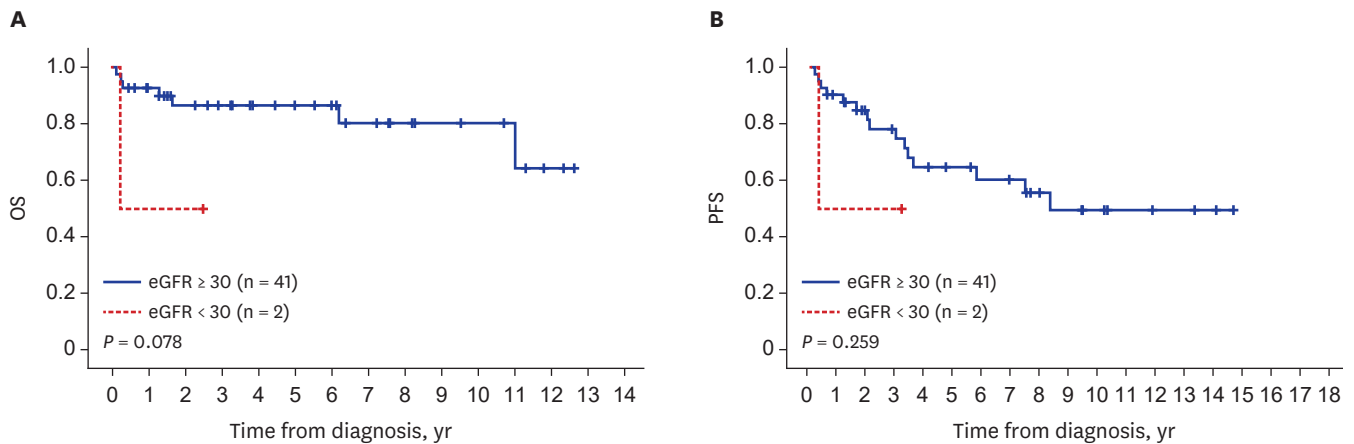 A
1.0
0.8
0.6
0.4
0.2
0
OS
eGFR ≥ 30 (n = 41)
eGFR < 30 (n = 2)
P = 0.078
0 1 2 3 4 5 6 7 8 9 10 11 12 13 14
Time from diagnosis, yr
B
1.0
0.8
0.6
0.4
0.2
0
PFS
eGFR ≥ 30 (n = 41)
eGFR < 30 (n = 2)
P = 0.259
0 1 2 3 4 5 6 7 8 9 10 11 12 13 14 15 16 17 18
Time from diagnosis, yr